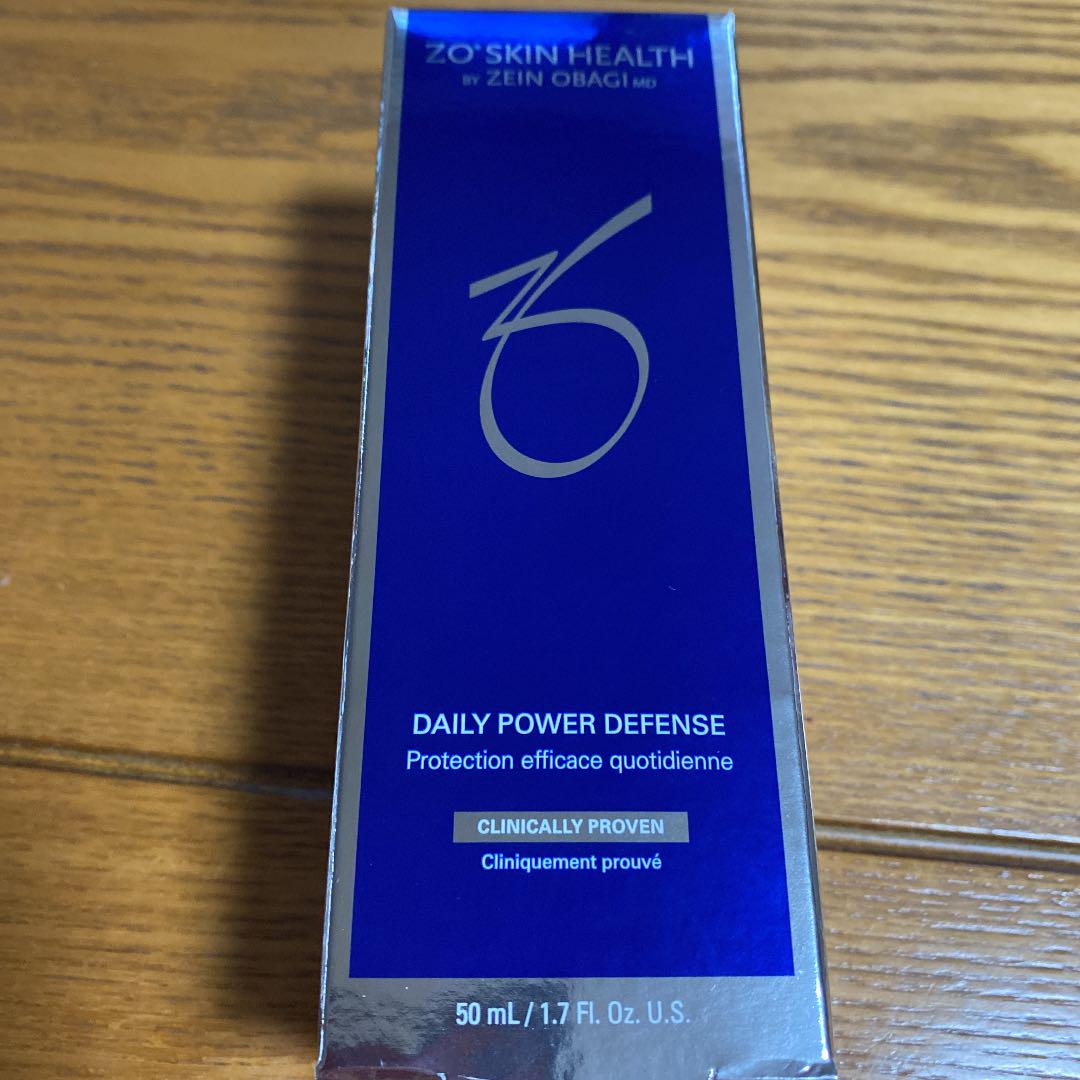 ZO® SKIN HEALTH
BY ZEIN OBAGI MD
ZO
DAILY POWER DEFENSE
Protection efficace quotidienne
CLINICALLY PROVEN
Cliniquement prouvé
50 mL / 1.7 Fl. Oz. U.S.